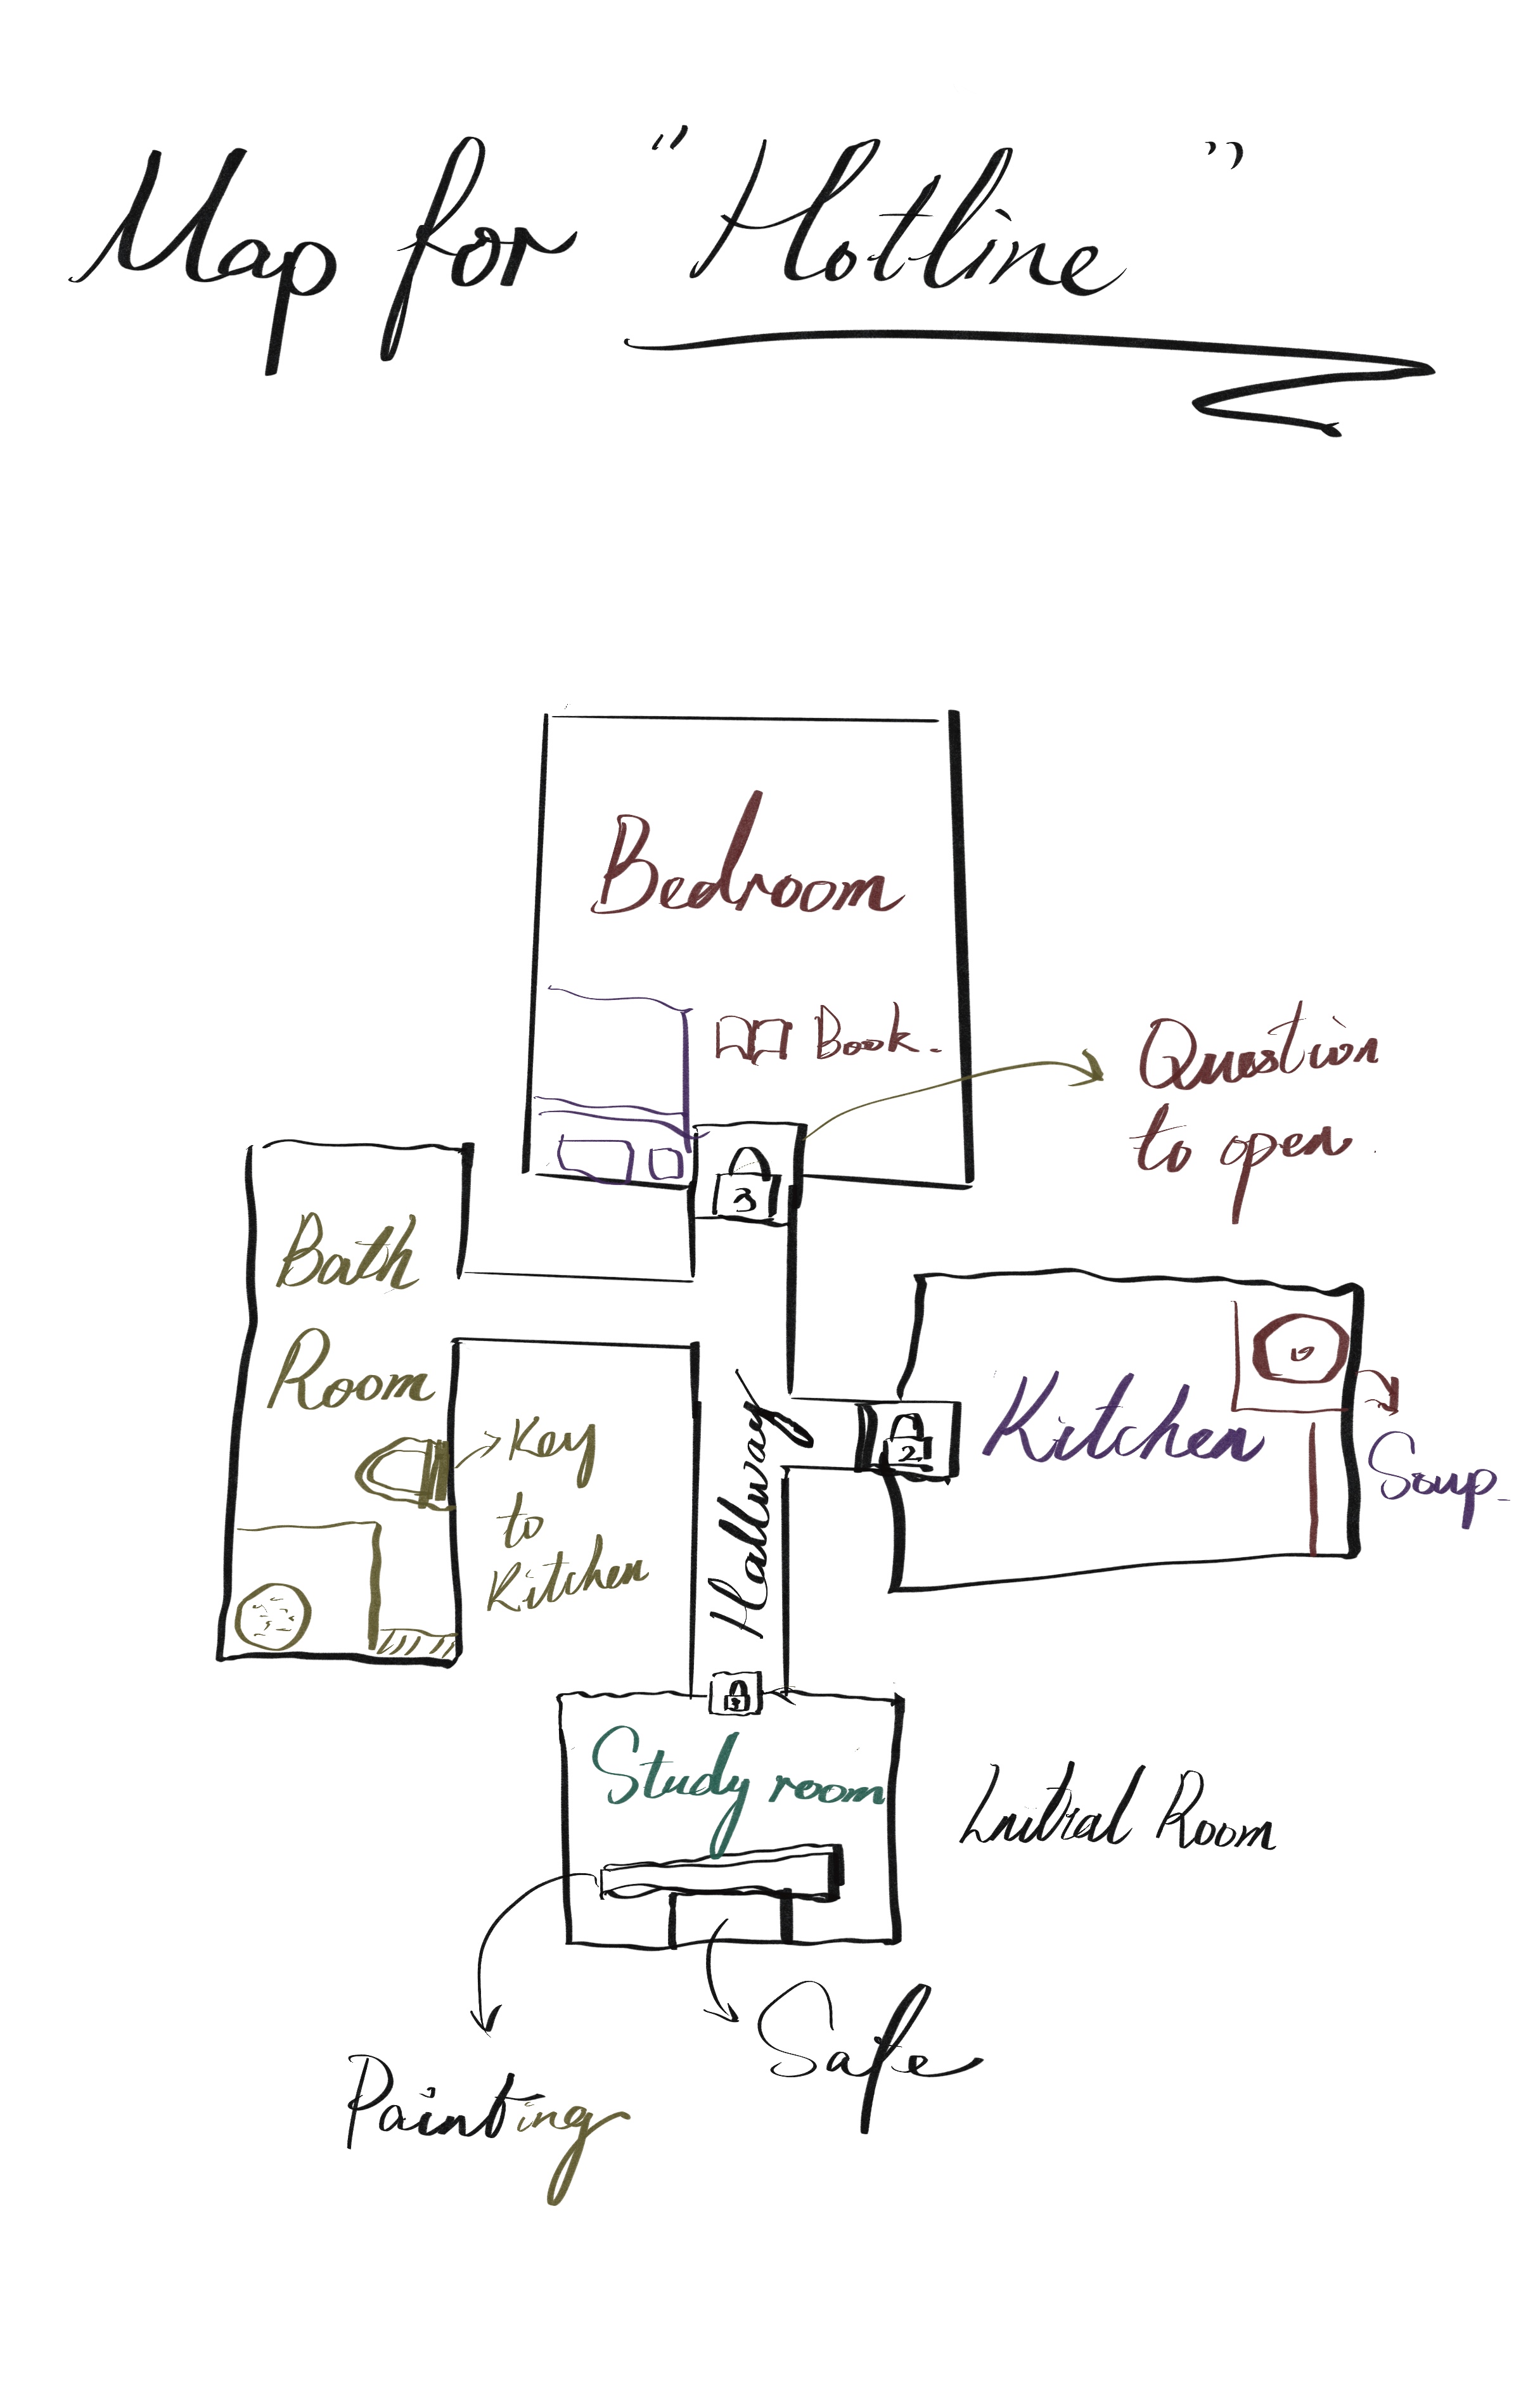 Map for "Hotline"
Bedroom
Book.
Question
to open
3
Bath
Room
Key
to
Kitchen
Hallway
2
Kitchen
Soup
1
Study room
Initial Room
Safe
Painting